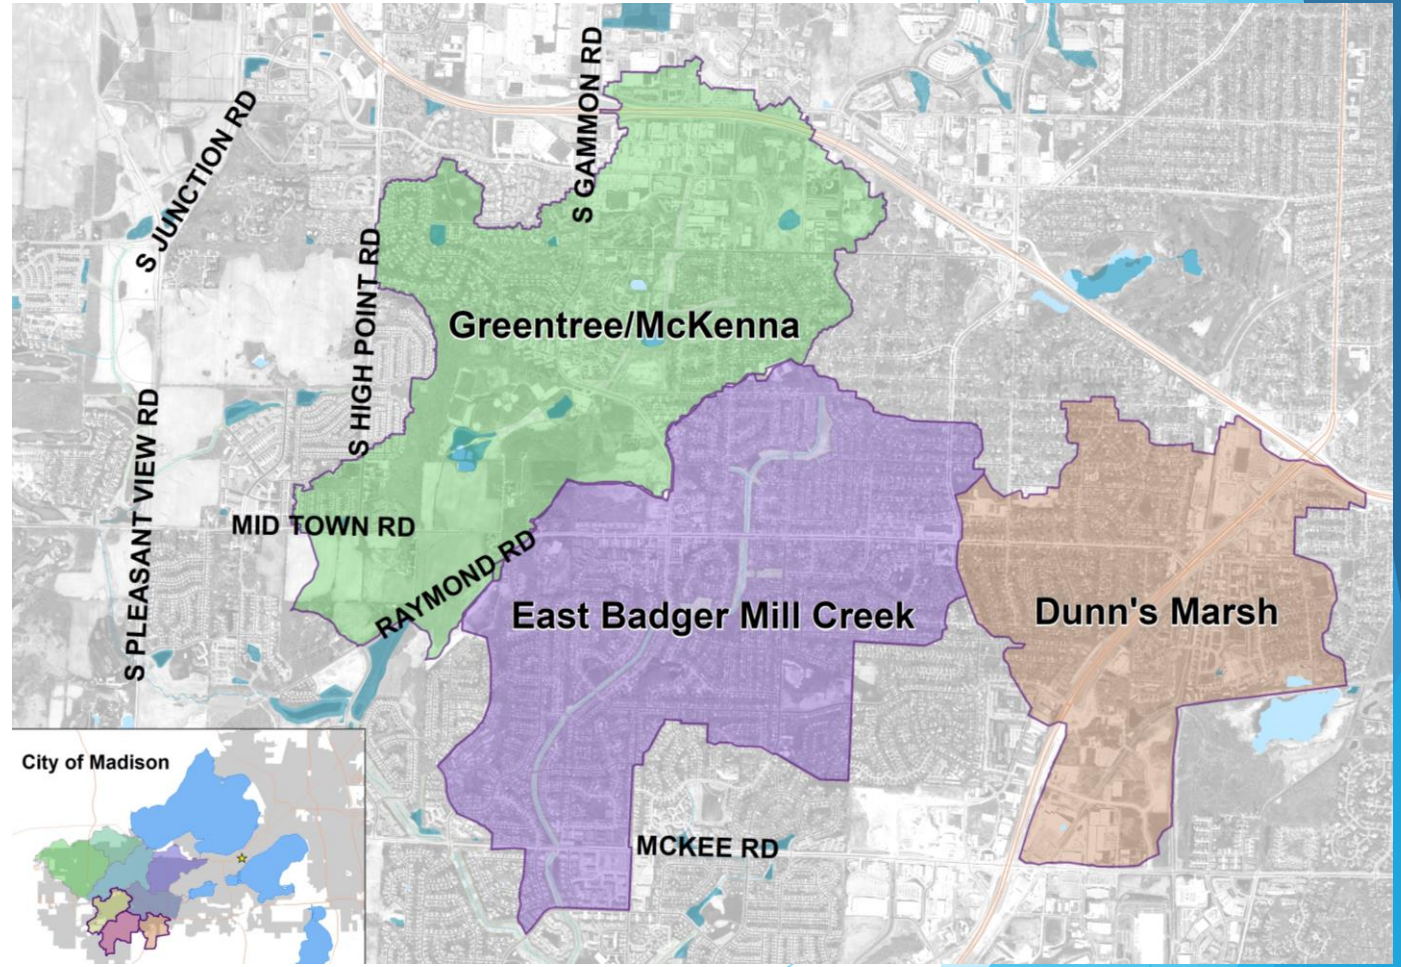 S GAMMON RD
S JUNCTION RD
S HIGH POINT RD
Greentree/McKenna
S PLEASANT VIEW RD
MID TOWN RD
RAYMOND RD
East Badger Mill Creek
Dunn's Marsh
City of Madison
MCKEE RD